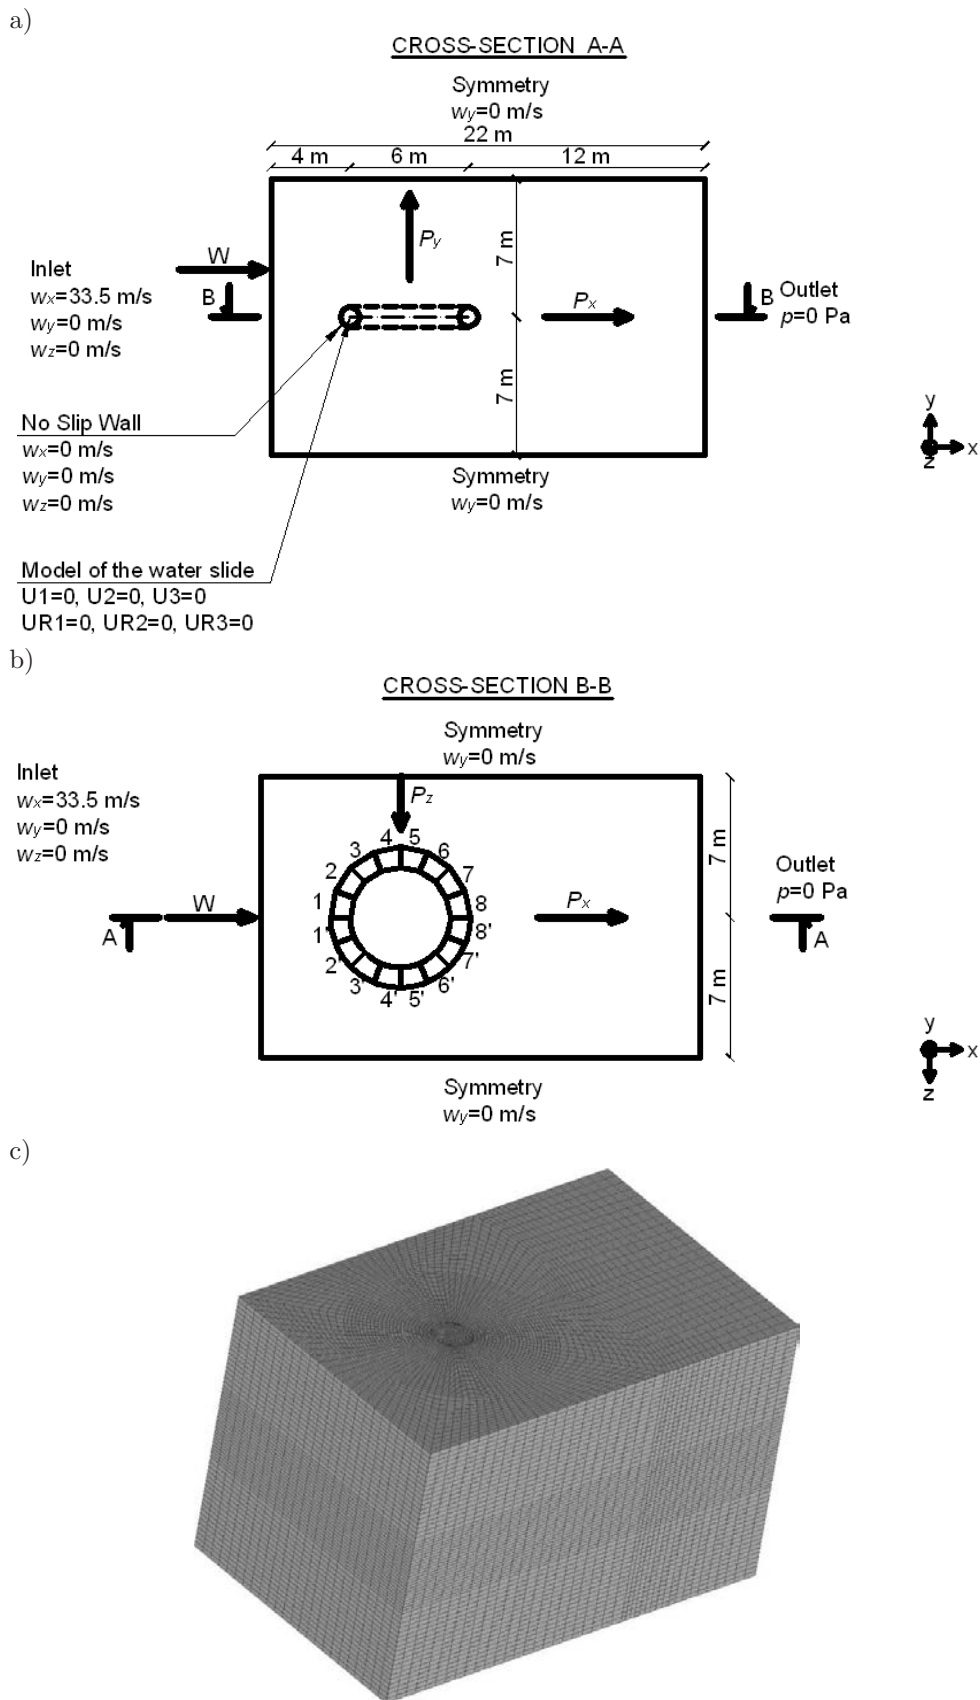 a)
CROSS-SECTION A-A
Symmetry
wy=0 m/s
22 m
4 m 6 m 12 m
Py
7 m
W
Inlet
wx=33.5 m/s
wy=0 m/s
wz=0 m/s
B
Px
B
Outlet
p=0 Pa
7 m
No Slip Wall
wx=0 m/s
wy=0 m/s
wz=0 m/s
y
x
z
Symmetry
wy=0 m/s
Model of the water slide
U1=0, U2=0, U3=0
UR1=0, UR2=0, UR3=0
b)
CROSS-SECTION B-B
Symmetry
wy=0 m/s
Inlet
wx=33.5 m/s
wy=0 m/s
wz=0 m/s
Pz
4 5
3 6
2 7
1 8
1' 8'
2' 7'
3' 6'
4' 5'
7 m
W
A
Px
Outlet
p=0 Pa
A
7 m
y
x
z
Symmetry
wy=0 m/s
c)